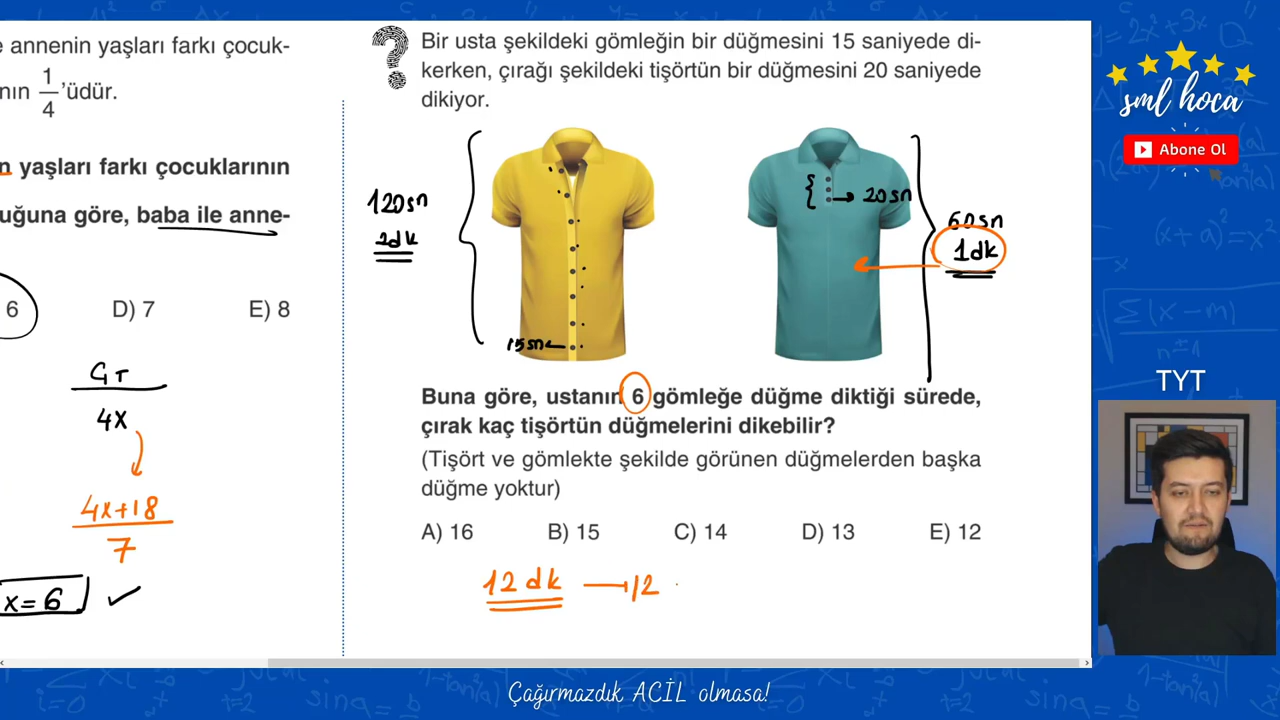 e annenin yaşları farkı çocuk-
nın 1/4 'üdür.
n yaşları farkı çocuklarının
uğuna göre, baba ile anne-
6 D) 7 E) 8
GT
4x
4x+18
7
x=6
Bir usta şekildeki gömleğin bir düğmesini 15 saniyede di-
kerken, çırağı şekildeki tişörtün bir düğmesini 20 saniyede
dikiyor.
120sn
2dk
15sn
20sn
60sn
1dk
Buna göre, ustanın 6 gömleğe düğme diktiği sürede,
çırak kaç tişörtün düğmelerini dikebilir?
(Tişört ve gömlekte şekilde görünen düğmelerden başka
düğme yoktur)
A) 16 B) 15 C) 14 D) 13 E) 12
12 dk 12
sml hoca
Abone Ol
TYT
Çağırmazdık ACİL olmasa!